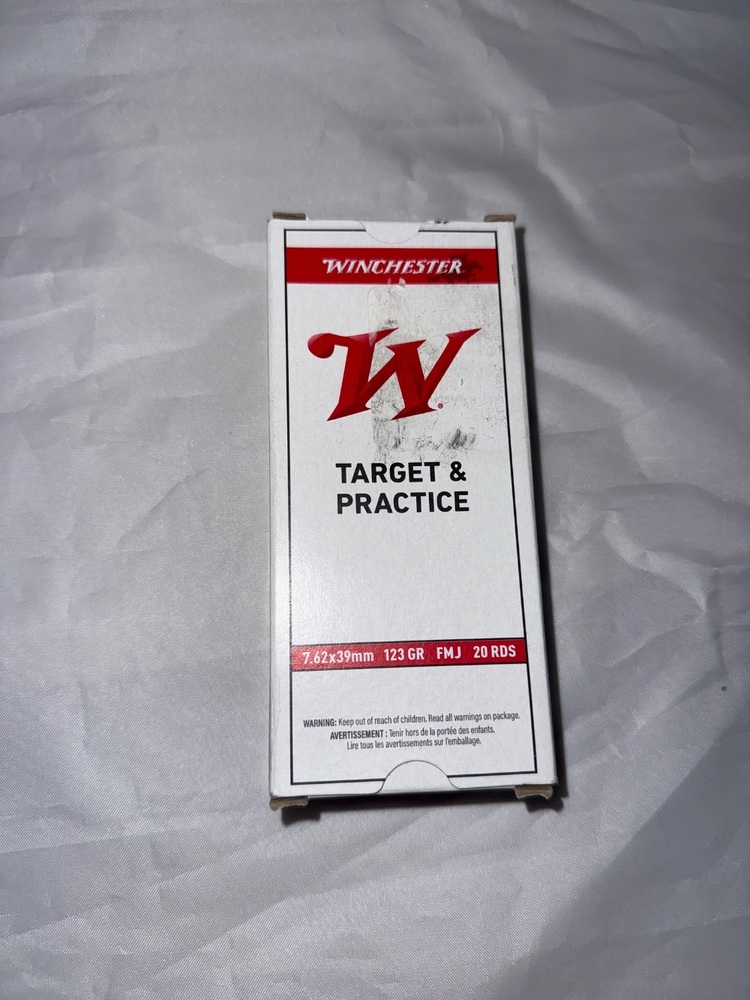 WINCHESTER
W
TARGET &
PRACTICE
7.62x39mm 123 GR FMJ 20 RDS
WARNING: Keep out of reach of children. Read all warnings on package.
AVERTISSEMENT : Tenir hors de la portée des enfants.
Lire tous les avertissements sur l'emballage.